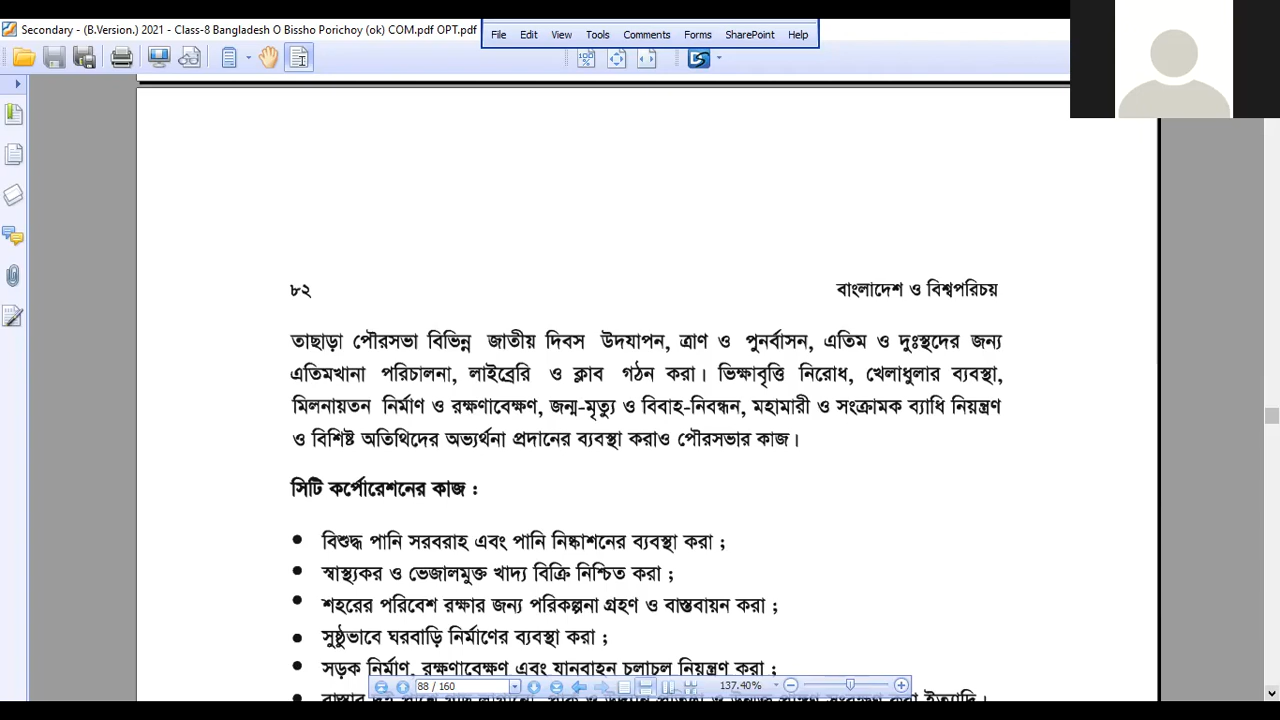 Secondary - (B.Version.) 2021 - Class-8 Bangladesh O Bissho Porichoy (ok) COM.pdf OPT.pdf
File Edit View Tools Comments Forms SharePoint Help
৮২ বাংলাদেশ ও বিশ্বপরিচয়
তাছাড়া পৌরসভা বিভিন্ন জাতীয় দিবস উদযাপন, ত্রাণ ও পুনর্বাসন, এতিম ও দুঃস্থদের জন্য
এতিমখানা পরিচালনা, লাইব্রেরি ও ক্লাব গঠন করা। ভিক্ষাবৃত্তি নিরোধ, খেলাধুলার ব্যবস্থা,
মিলনায়তন নির্মাণ ও রক্ষণাবেক্ষণ, জন্ম-মৃত্যু ও বিবাহ-নিবন্ধন, মহামারী ও সংক্রামক ব্যাধি নিয়ন্ত্রণ
ও বিশিষ্ট অতিথিদের অভ্যর্থনা প্রদানের ব্যবস্থা করাও পৌরসভার কাজ।
সিটি কর্পোরেশনের কাজ :
• বিশুদ্ধ পানি সরবরাহ এবং পানি নিষ্কাশনের ব্যবস্থা করা ;
• স্বাস্থ্যকর ও ভেজালমুক্ত খাদ্য বিক্রি নিশ্চিত করা ;
• শহরের পরিবেশ রক্ষার জন্য পরিকল্পনা গ্রহণ ও বাস্তবায়ন করা ;
• সুষ্ঠুভাবে ঘরবাড়ি নির্মাণের ব্যবস্থা করা ;
• সড়ক নির্মাণ, রক্ষণাবেক্ষণ এবং যানবাহন চলাচল নিয়ন্ত্রণ করা ;
• রাস্তার করা ইত্যাদি।
88 / 160 137.40%